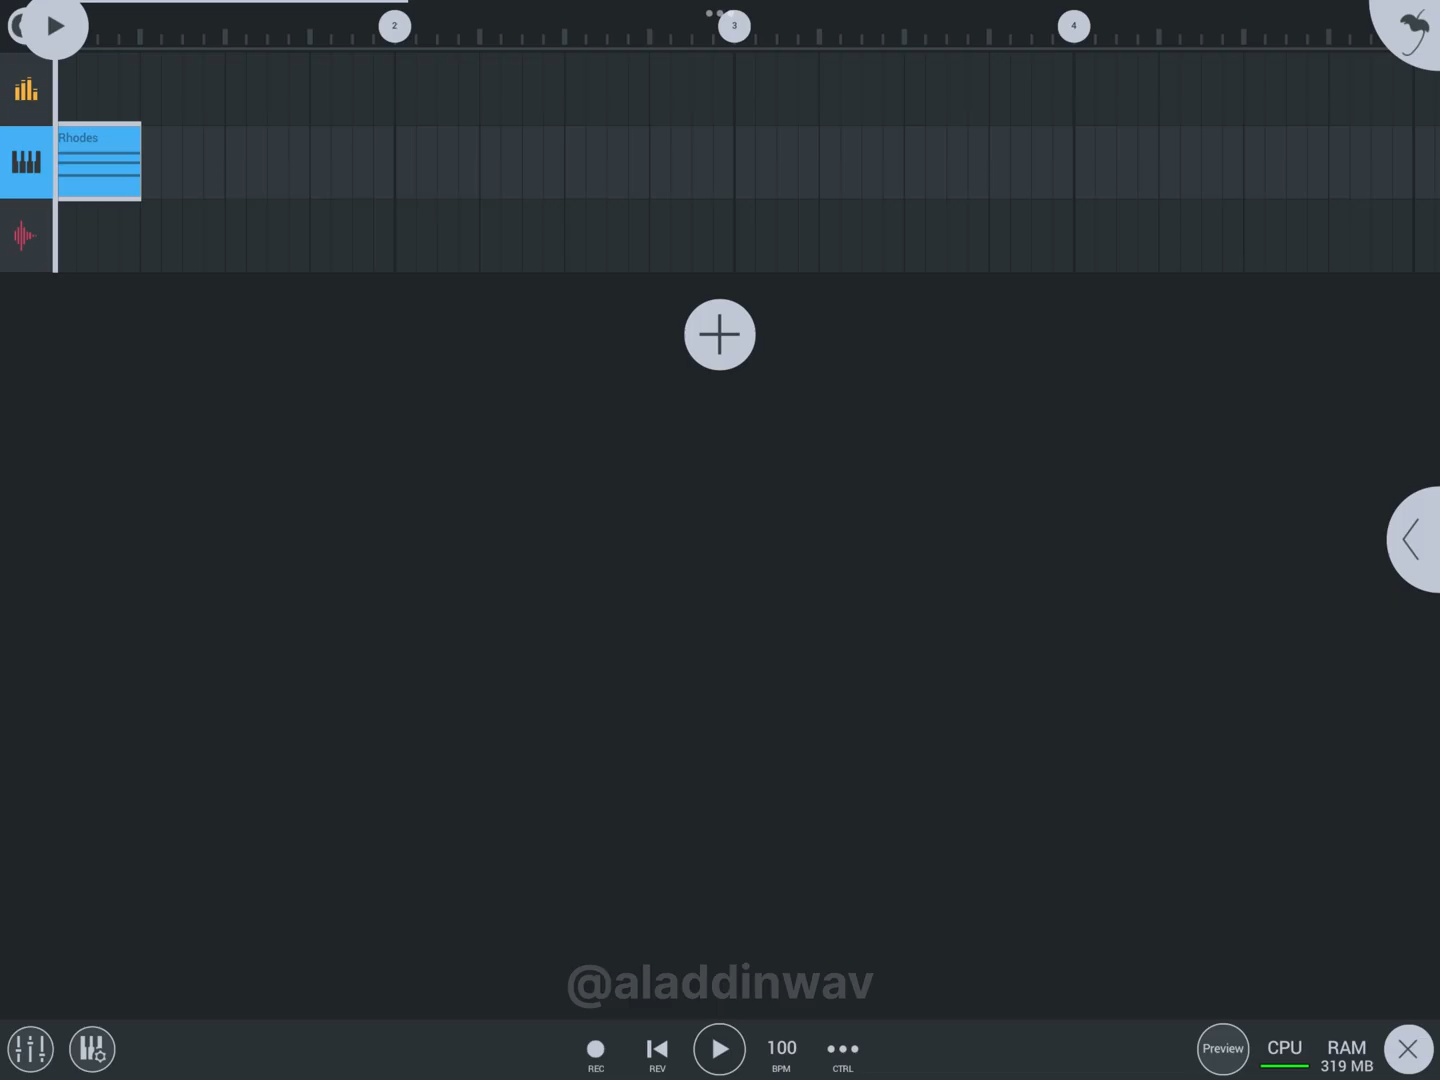 2
3
4
Rhodes
@aladdinwav
REC
REV
100
BPM
CTRL
Preview
CPU
RAM
319 MB